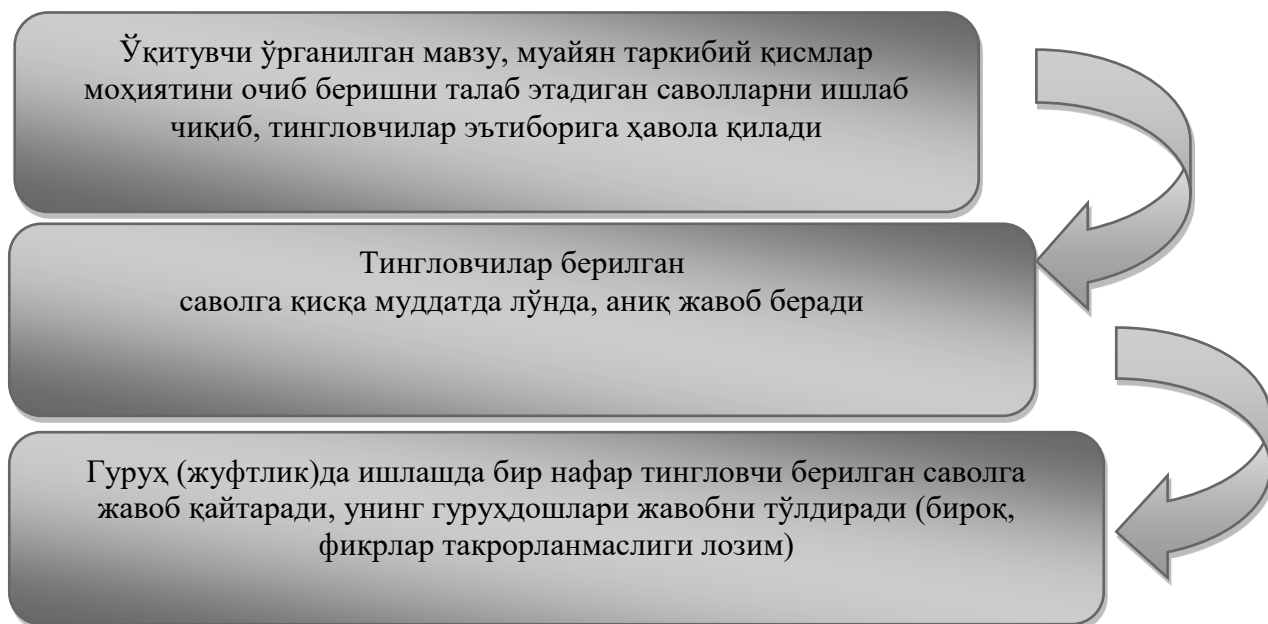 Ўқитувчи ўрганилган мавзу, муайян таркибий қисмлар
моҳиятини очиб беришни талаб этадиган саволларни ишлаб
чиқиб, тингловчилар эътиборига ҳавола қилади
Тингловчилар берилган
саволга қисқа муддатда лўнда, аниқ жавоб беради
Гуруҳ (жуфтлик)да ишлашда бир нафар тингловчи берилган саволга
жавоб қайтаради, унинг гуруҳдошлари жавобни тўлдиради (бироқ,
фикрлар такрорланмаслиги лозим)